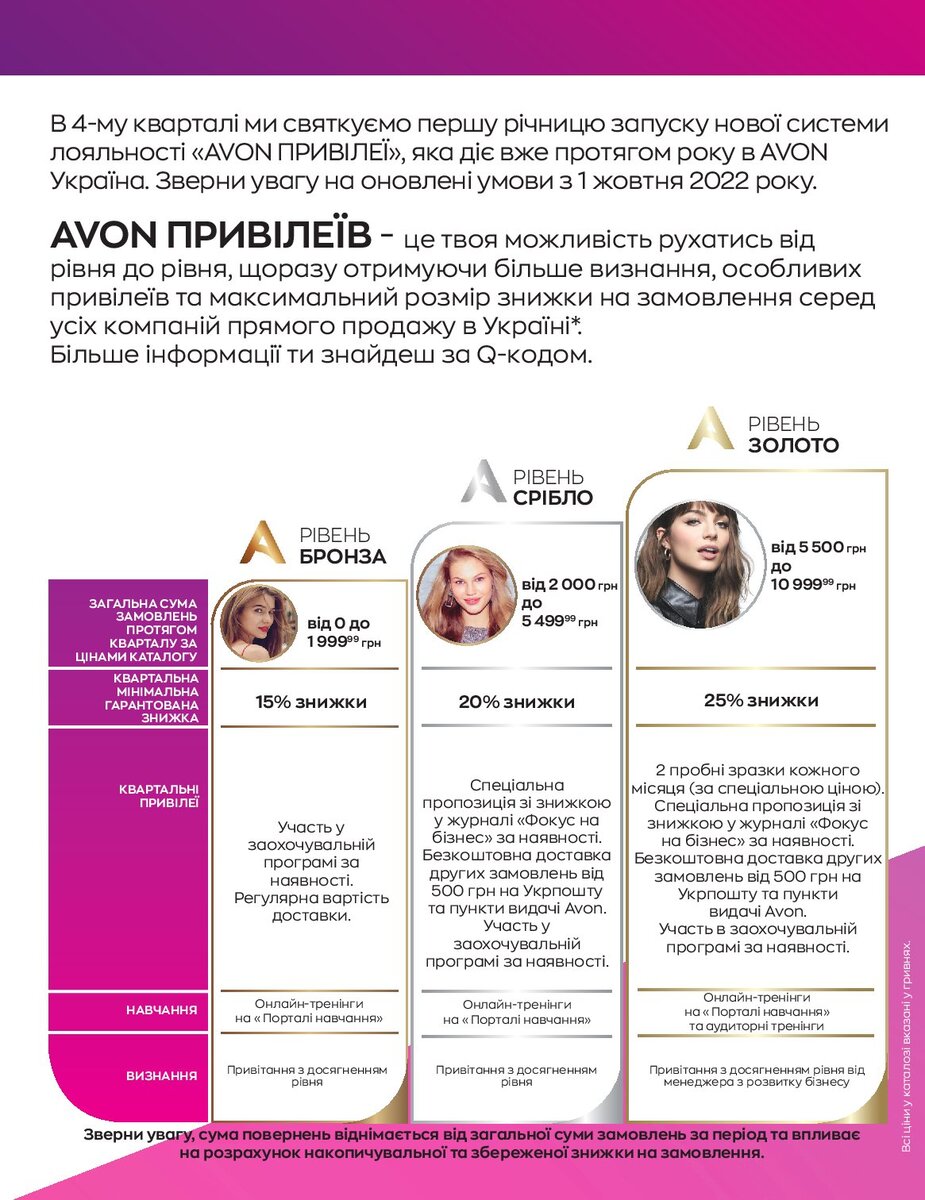 В 4-му кварталі ми святкуємо першу річницю запуску нової системи
лояльності «AVON ПРИВІЛЕЇ», яка діє вже протягом року в AVON
Україна. Зверни увагу на оновлені умови з 1 жовтня 2022 року.
AVON ПРИВІЛЕЇВ - це твоя можливість рухатись від
рівня до рівня, щоразу отримуючи більше визнання, особливих
привілеїв та максимальний розмір знижки на замовлення серед
усіх компаній прямого продажу в Україні*.
Більше інформації ти знайдеш за Q-кодом.
РІВЕНЬ
БРОНЗА
РІВЕНЬ
СРІБЛО
РІВЕНЬ
ЗОЛОТО
ЗАГАЛЬНА СУМА
ЗАМОВЛЕНЬ
ПРОТЯГОМ
КВАРТАЛУ ЗА
ЦІНАМИ КАТАЛОГУ
від 0 до
1 999⁹⁹ грн
від 2 000 грн
до
5 499⁹⁹ грн
від 5 500 грн
до
10 999⁹⁹ грн
КВАРТАЛЬНА
МІНІМАЛЬНА
ГАРАНТОВАНА
ЗНИЖКА
15% знижки
20% знижки
25% знижки
КВАРТАЛЬНІ
ПРИВІЛЕЇ
Участь у
заохочувальній
програмі за
наявності.
Регулярна вартість
доставки.
Спеціальна
пропозиція зі знижкою
у журналі «Фокус на
бізнес» за наявності.
Безкоштовна доставка
других замовлень від
500 грн на Укрпошту
та пункти видачі Avon.
Участь у
заохочувальній
програмі за наявності.
2 пробні зразки кожного
місяця (за спеціальною ціною).
Спеціальна пропозиція зі
знижкою у журналі «Фокус
на бізнес» за наявності.
Безкоштовна доставка других
замовлень від 500 грн на
Укрпошту та пункти
видачі Avon.
Участь в заохочувальній
програмі за наявності.
НАВЧАННЯ
Онлайн-тренінги
на «Порталі навчання»
Онлайн-тренінги
на «Порталі навчання»
Онлайн-тренінги
на «Порталі навчання»
та аудиторні тренінги
ВИЗНАННЯ
Привітання з досягненням
рівня
Привітання з досягненням
рівня
Привітання з досягненням рівня від
менеджера з розвитку бізнесу
Зверни увагу, сума повернень віднімається від загальної суми замовлень за період та впливає
на розрахунок накопичувальної та збереженої знижки на замовлення.
Всі ціни у каталозі вказоні у гривнях.